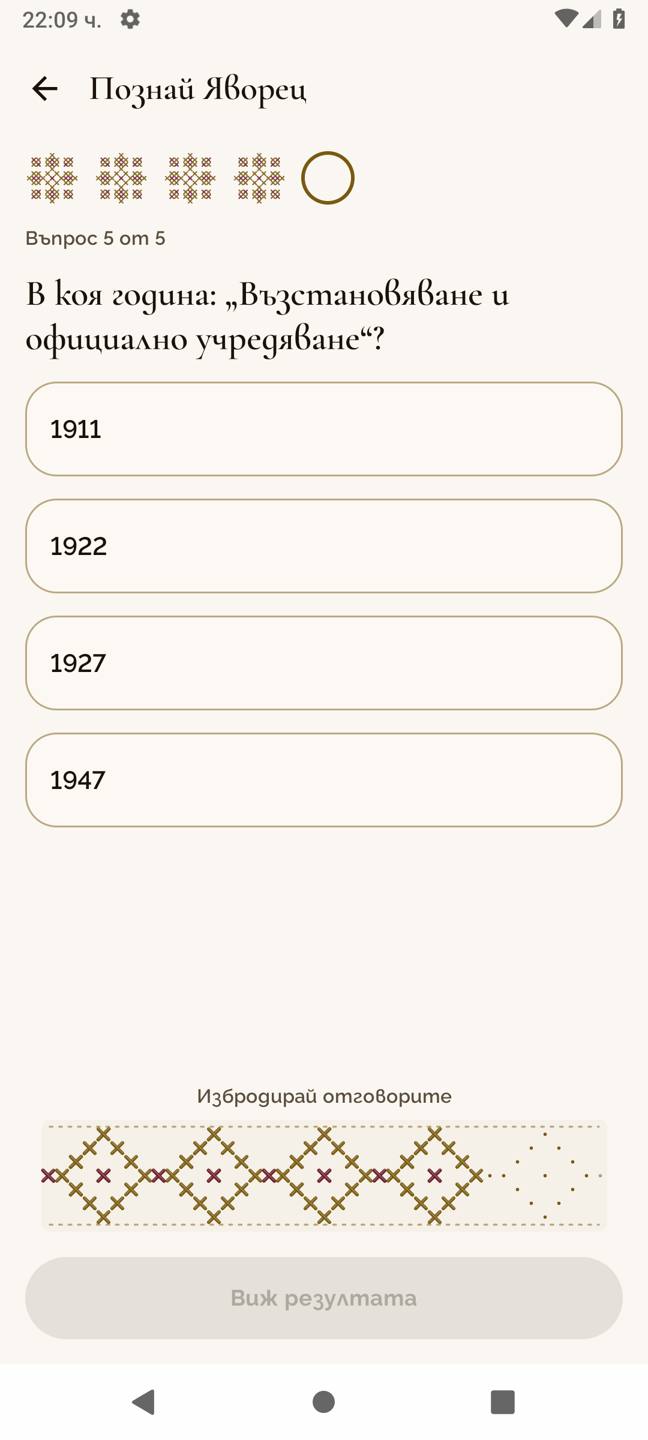 22:09 ч.
Познай Яворец
Въпрос 5 от 5
В коя година: „Възстановяване и
официално учредяване“?
1911
1922
1927
1947
Избродирай отговорите
Виж резултата